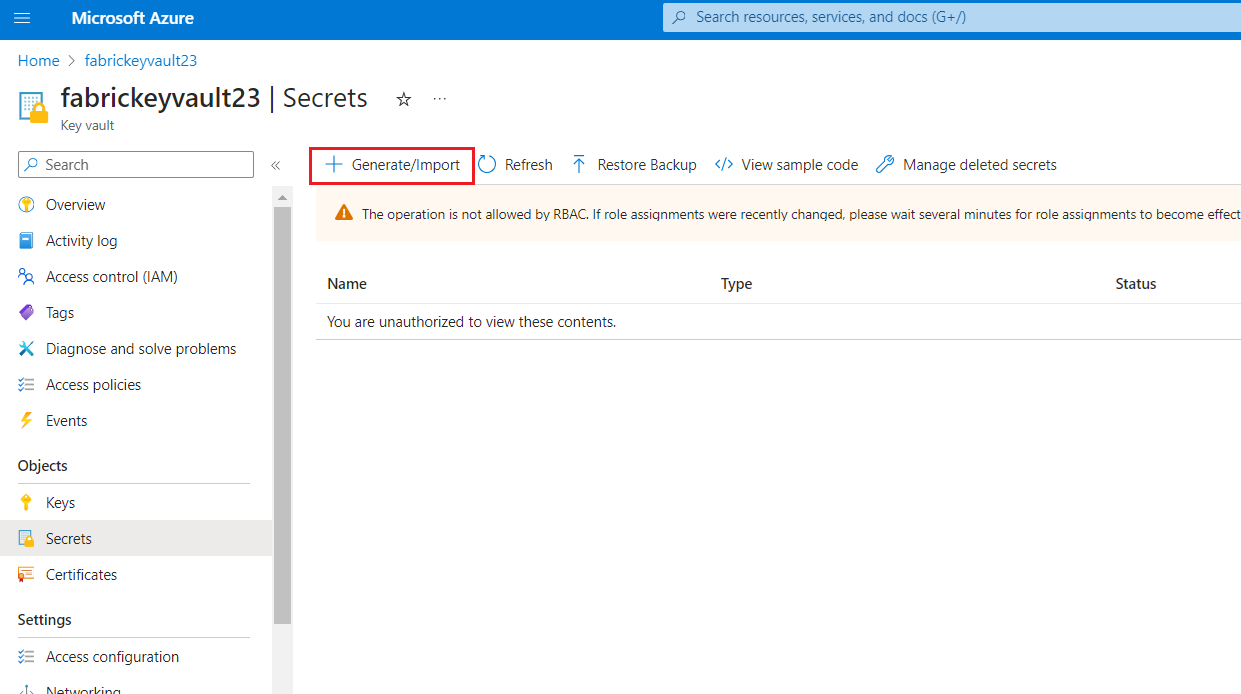 Microsoft Azure
Search resources, services, and docs (G+/)
Home > fabrickeyvault23
fabrickeyvault23 | Secrets
Key vault
Search
Generate/Import
Refresh
Restore Backup
View sample code
Manage deleted secrets
The operation is not allowed by RBAC. If role assignments were recently changed, please wait several minutes for role assignments to become effect
Name
Type
Status
You are unauthorized to view these contents.
Overview
Activity log
Access control (IAM)
Tags
Diagnose and solve problems
Access policies
Events
Objects
Keys
Secrets
Certificates
Settings
Access configuration
Networking